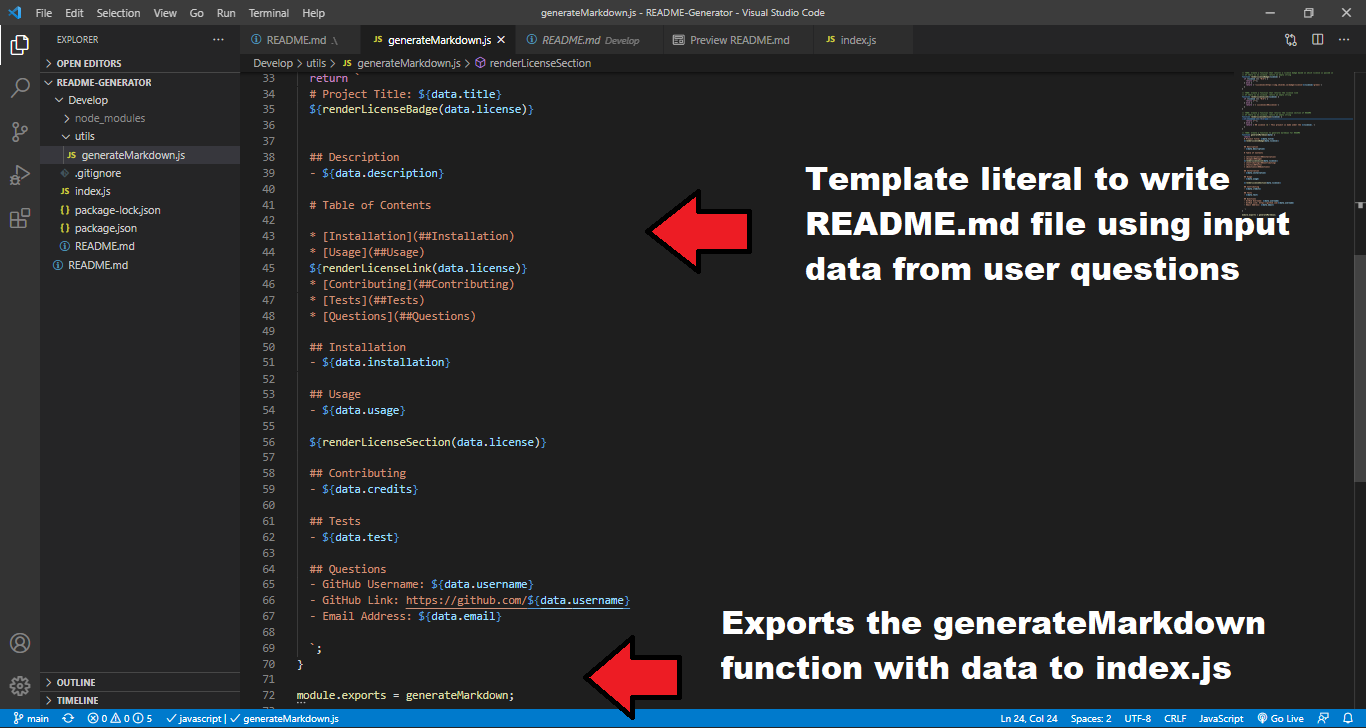 File Edit Selection View Go Run Terminal Help generateMarkdown.js - README-Generator - Visual Studio Code
EXPLORER ···
README.md .\ JS generateMarkdown.js README.md Develop Preview README.md JS index.js
OPEN EDITORS
README-GENERATOR
Develop
node_modules
utils
JS generateMarkdown.js
.gitignore
JS index.js
{} package-lock.json
{} package.json
README.md
README.md
OUTLINE
TIMELINE
Develop > utils > JS generateMarkdown.js > renderLicenseSection
33 return `
34 # Project Title: ${data.title}
35 ${renderLicenseBadge(data.license)}
36
37
38 ## Description
39 - ${data.description}
40
41 # Table of Contents
42
43 * [Installation](##Installation)
44 * [Usage](##Usage)
45 ${renderLicenseLink(data.license)}
46 * [Contributing](##Contributing)
47 * [Tests](##Tests)
48 * [Questions](##Questions)
49
50 ## Installation
51 - ${data.installation}
52
53 ## Usage
54 - ${data.usage}
55
56 ${renderLicenseSection(data.license)}
57
58 ## Contributing
59 - ${data.credits}
60
61 ## Tests
62 - ${data.test}
63
64 ## Questions
65 - GitHub Username: ${data.username}
66 - GitHub Link: https://github.com/${data.username}
67 - Email Address: ${data.email}
68
69 `;
70 }
71
72 module.exports = generateMarkdown;
Template literal to write
README.md file using input
data from user questions
Exports the generateMarkdown
function with data to index.js
main 0 0 5 javascript | generateMarkdown.js Ln 24, Col 24 Spaces: 2 UTF-8 CRLF JavaScript Go Live